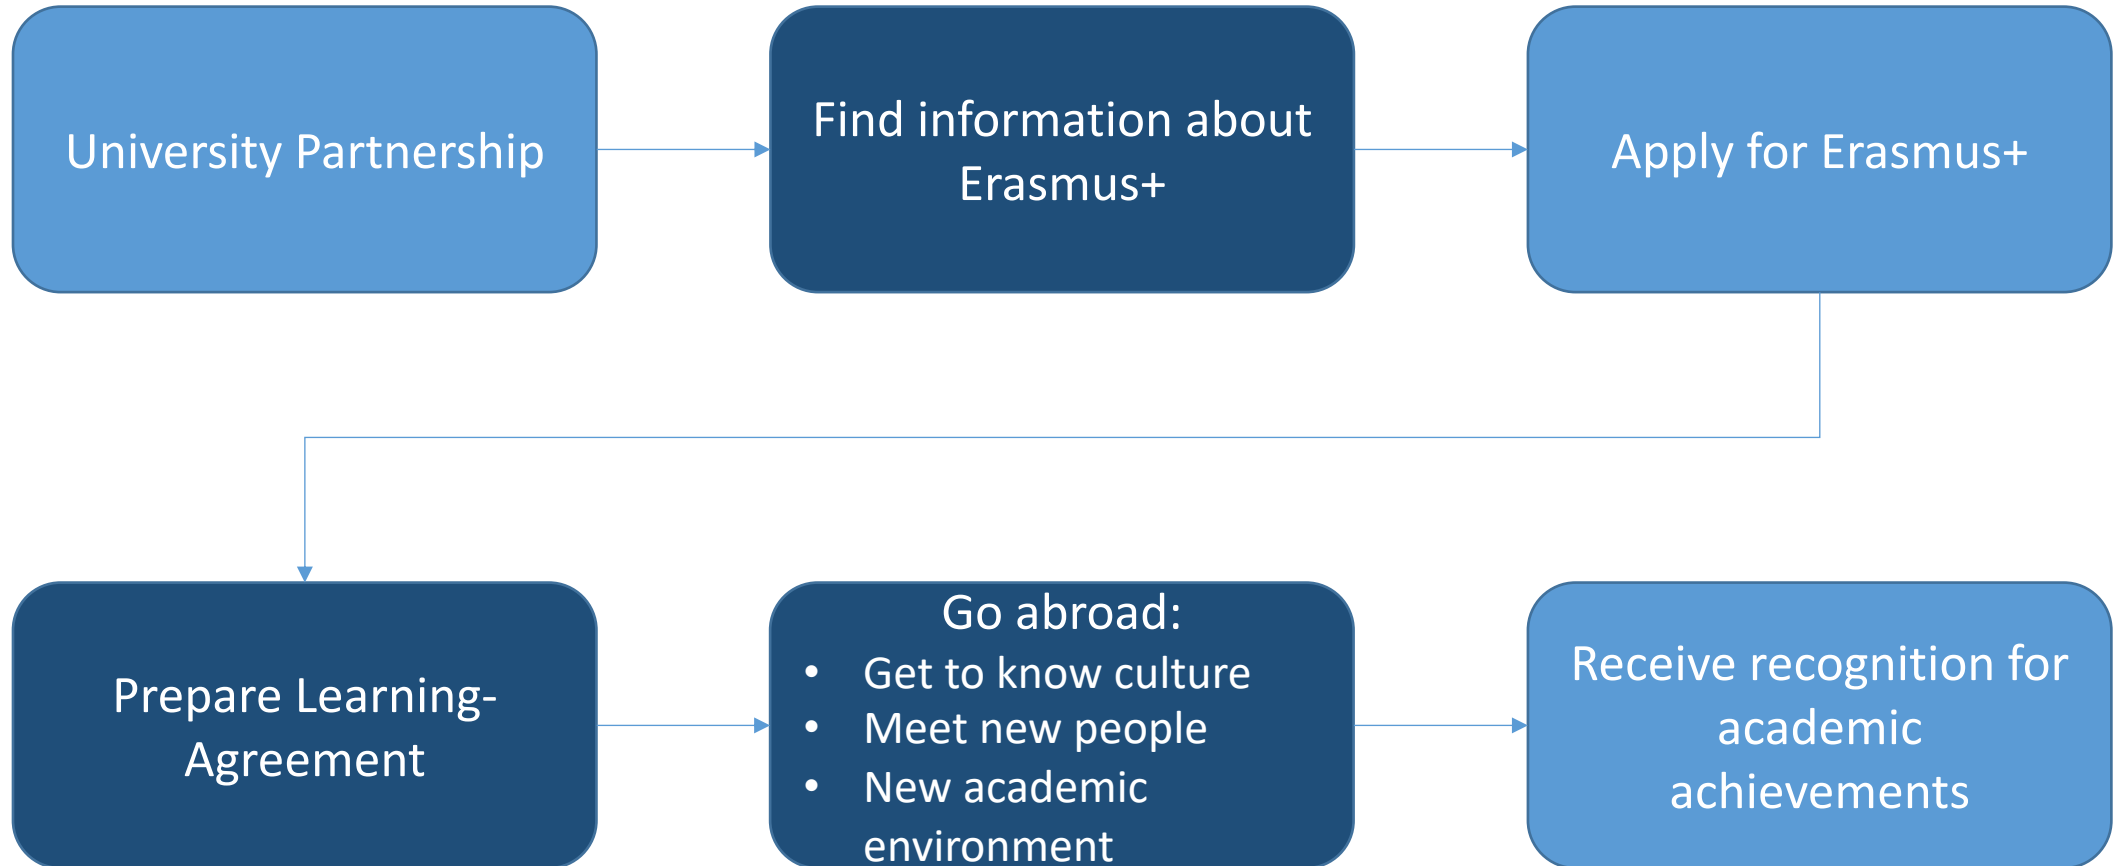 University Partnership
Find information about
Erasmus+
Apply for Erasmus+
Prepare Learning-
Agreement
Go abroad:
• Get to know culture
• Meet new people
• New academic
environment
Receive recognition for
academic
achievements